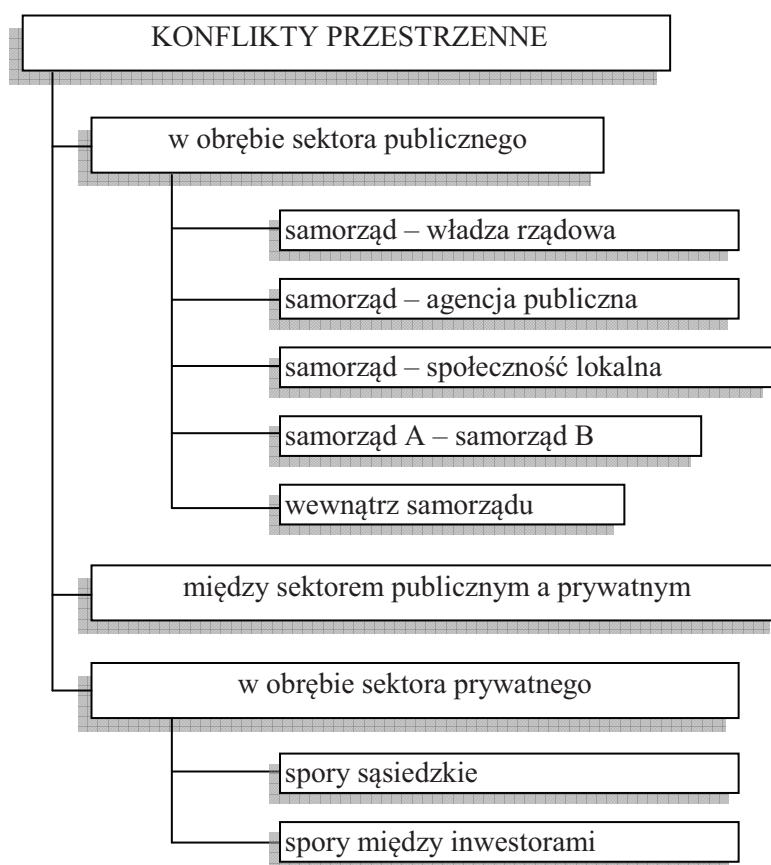 KONFLIKTY PRZESTRZENNE
w obrębie sektora publicznego
samorząd – władza rządowa
samorząd – agencja publiczna
samorząd – społeczność lokalna
samorząd A – samorząd B
wewnątrz samorządu
między sektorem publicznym a prywatnym
w obrębie sektora prywatnego
spory sąsiedzkie
spory między inwestorami